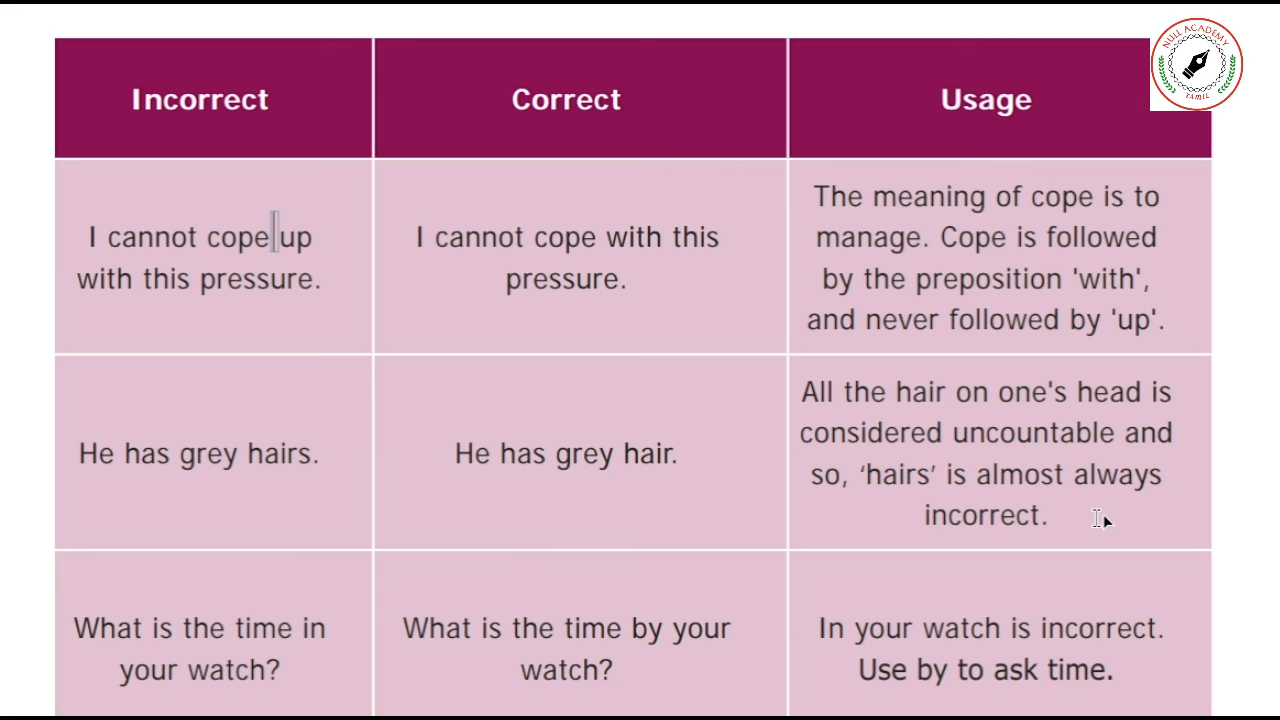 NULL ACADEMY
TAMIL
Incorrect
Correct
Usage
I cannot cope up
with this pressure.
I cannot cope with this
pressure.
The meaning of cope is to
manage. Cope is followed
by the preposition 'with',
and never followed by 'up'.
He has grey hairs.
He has grey hair.
All the hair on one's head is
considered uncountable and
so, ‘hairs’ is almost always
incorrect.
What is the time in
your watch?
What is the time by your
watch?
In your watch is incorrect.
Use by to ask time.